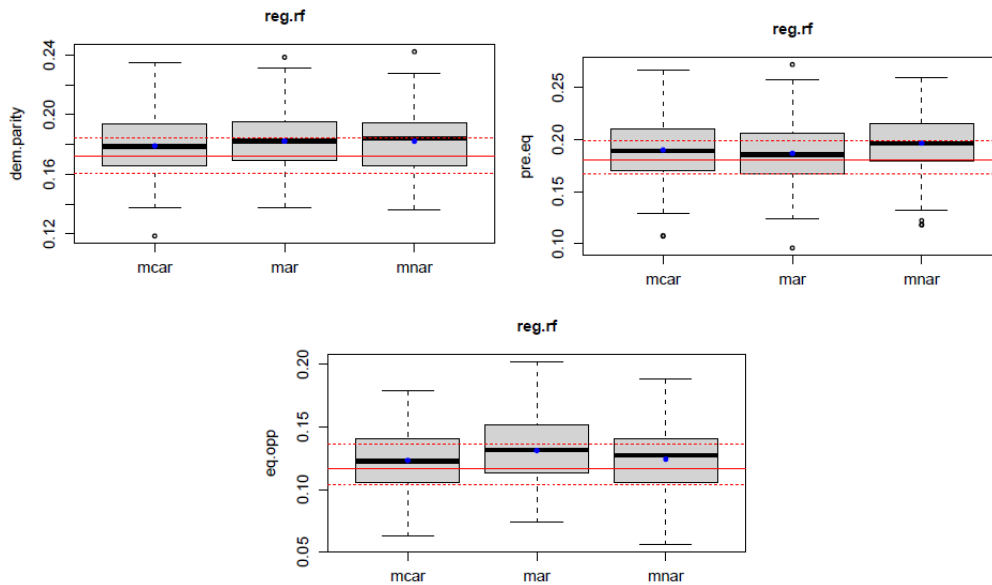 reg.rf
dem.parity
0.12
0.16
0.20
0.24
mcar
mar
mnar
reg.rf
pre.eq
0.10
0.15
0.20
0.25
mcar
mar
mnar
reg.rf
eq.opp
0.05
0.10
0.15
0.20
mcar
mar
mnar